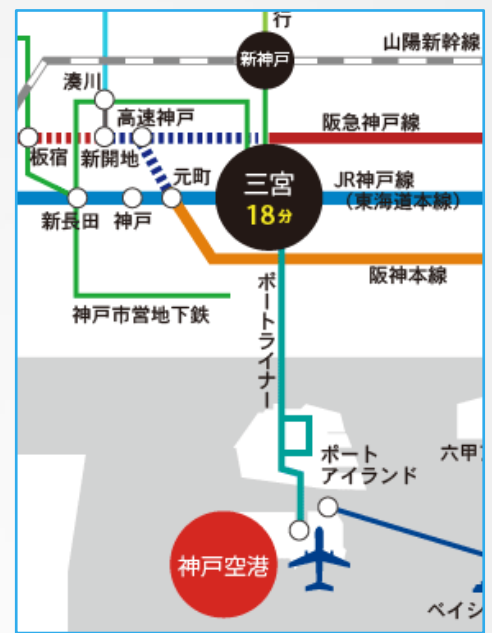 行
山陽新幹線
新神戸
湊川
高速神戸
阪急神戸線
板宿
新開地
元町
三宮
18分
JR神戸線
(東海道本線)
新長田
神戸
阪神本線
神戸市営地下鉄
ポートライナー
ポート
アイランド
六甲ア
神戸空港
ベイシ